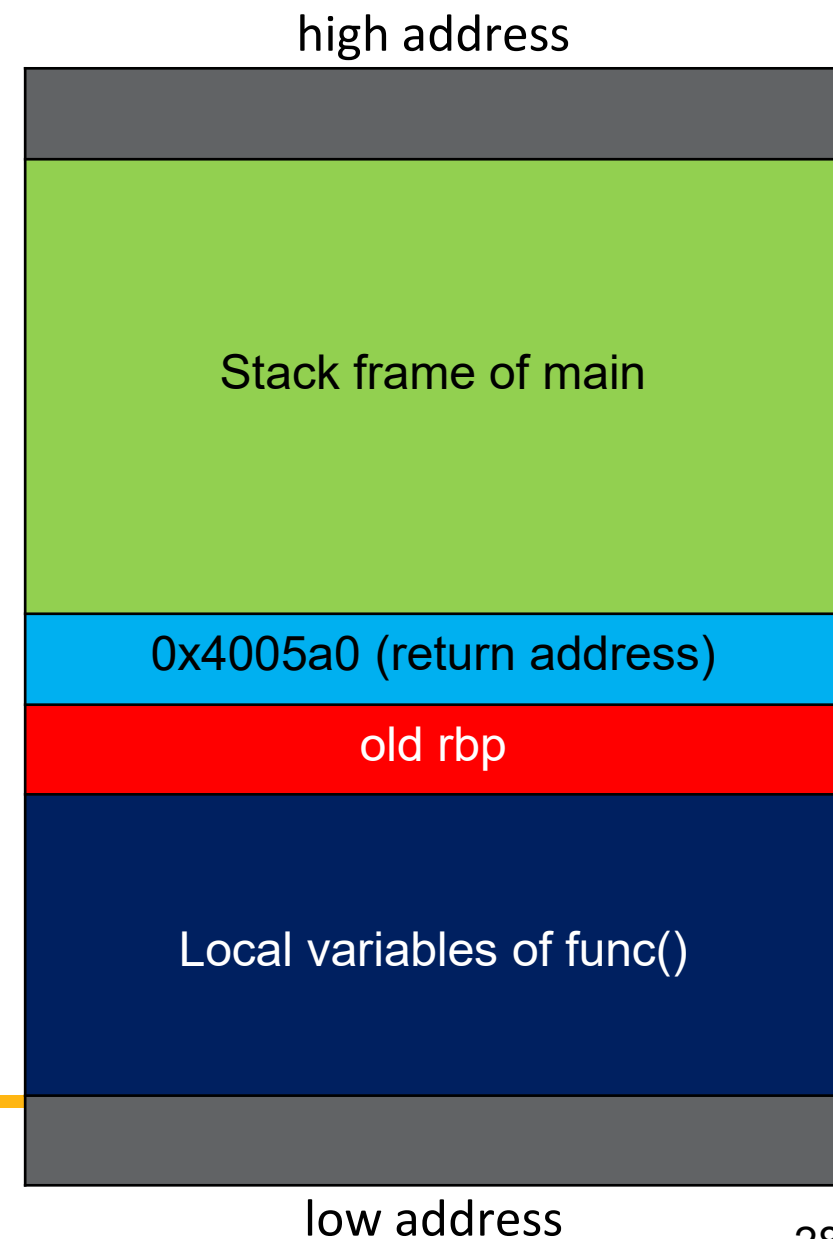 high address
Stack frame of main
0x4005a0 (return address)
old rbp
Local variables of func()
low address